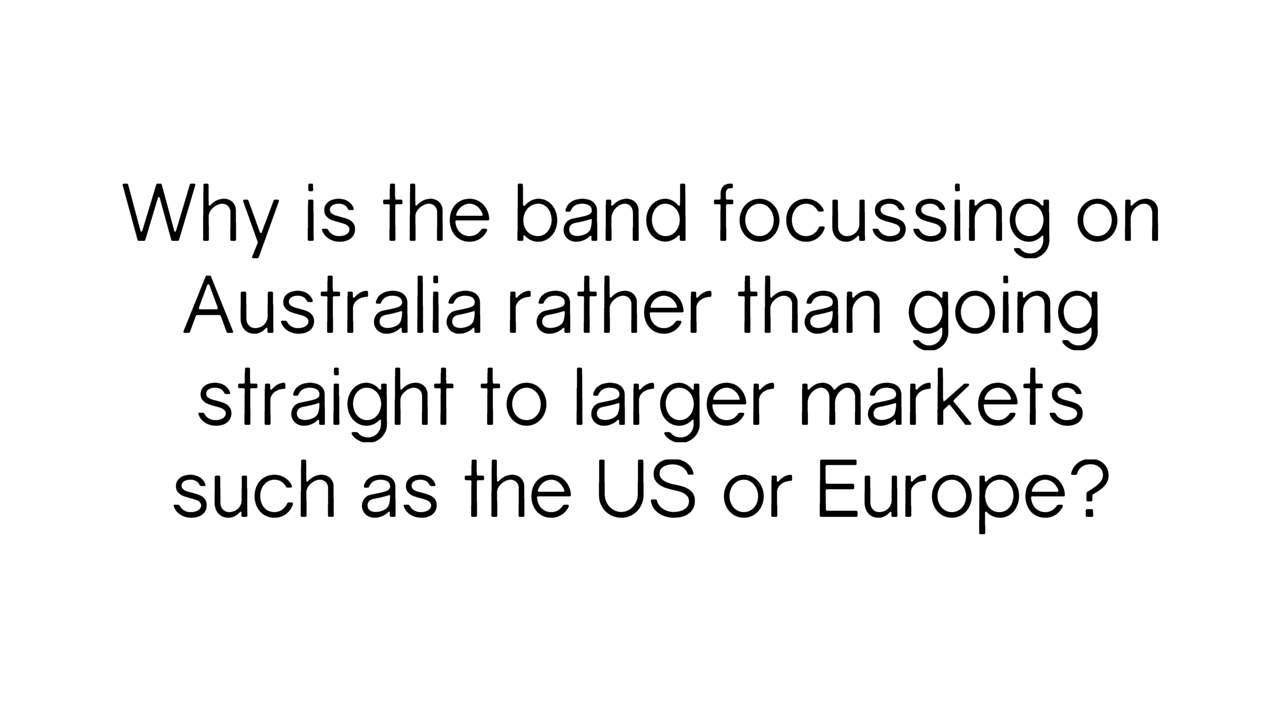 Why is the band focussing on
Australia rather than going
straight to larger markets
such as the US or Europe?